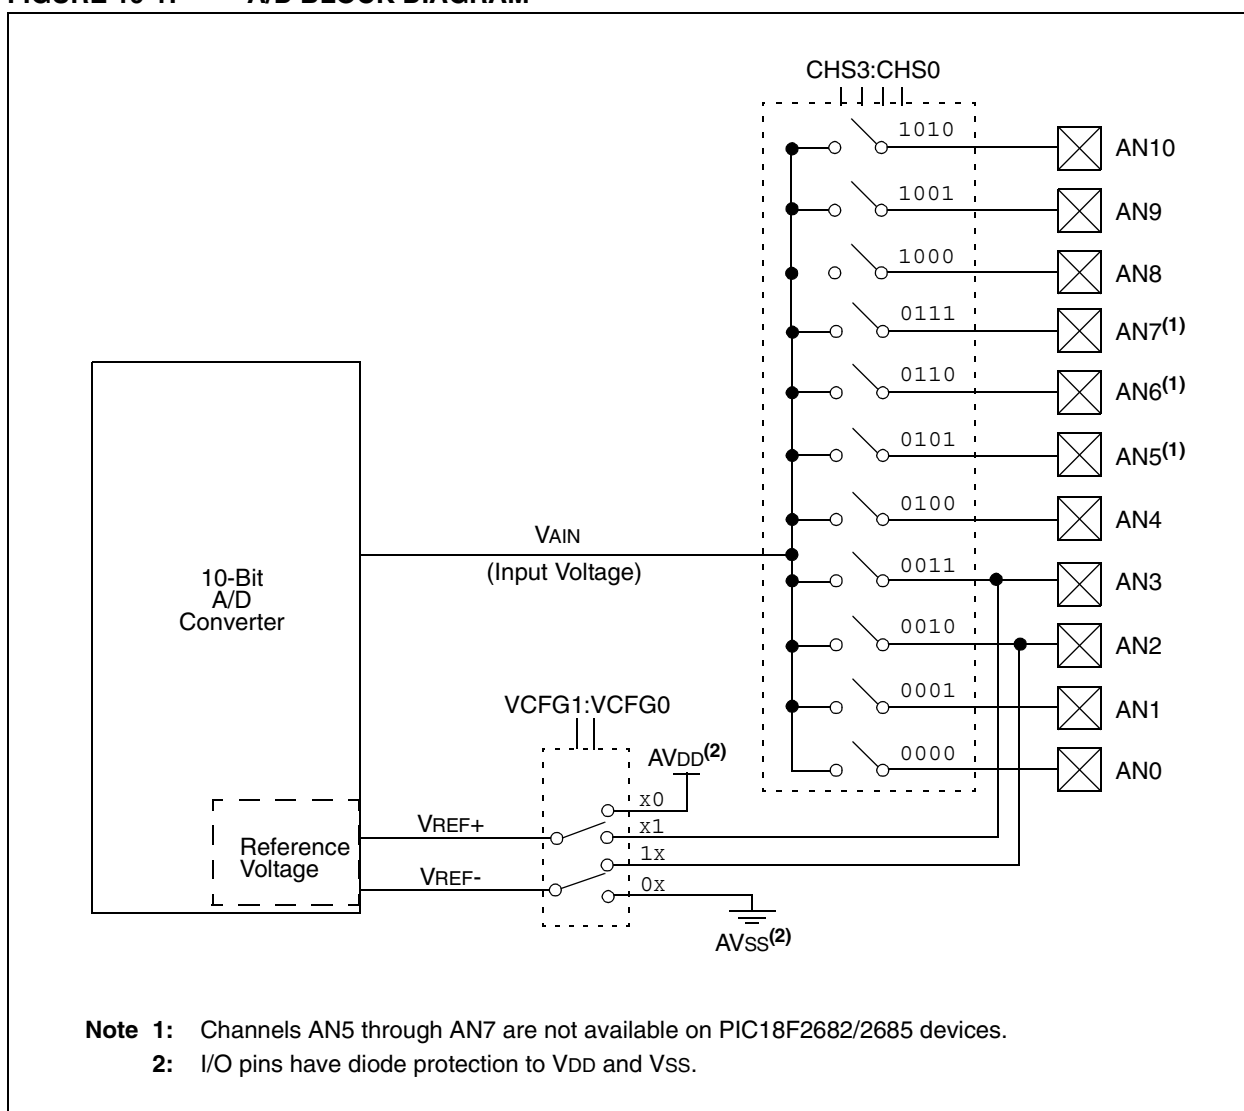 CHS3:CHS0
1010
AN10
1001
AN9
1000
AN8
0111
AN7(1)
0110
AN6(1)
0101
AN5(1)
0100
AN4
VAIN
(Input Voltage)
0011
AN3
10-Bit
A/D
Converter
0010
AN2
0001
AN1
VCFG1:VCFG0
0000
AN0
AVDD(2)
x0
VREF+
x1
Reference
Voltage
1x
VREF-
0x
AVSS(2)
Note 1: Channels AN5 through AN7 are not available on PIC18F2682/2685 devices.
2: I/O pins have diode protection to VDD and VSS.